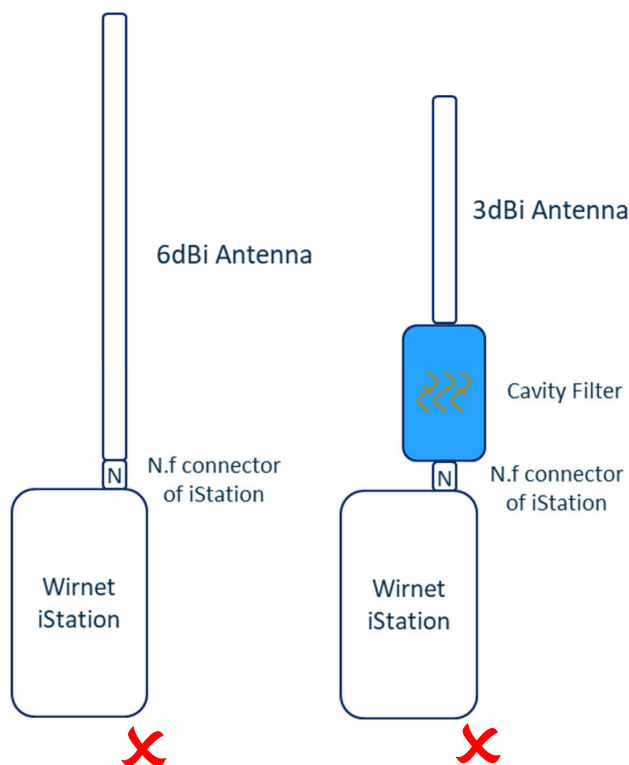 6dBi Antenna
N
N.f connector
of iStation
Wirnet
iStation
3dBi Antenna
Cavity Filter
N
N.f connector
of iStation
Wirnet
iStation